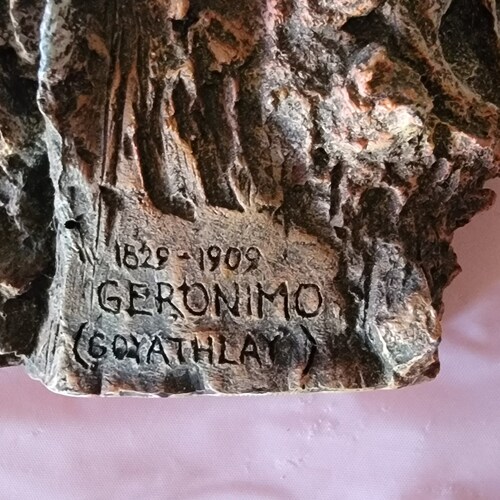 1829-1909
GERONIMO
(GOYATHLAY)